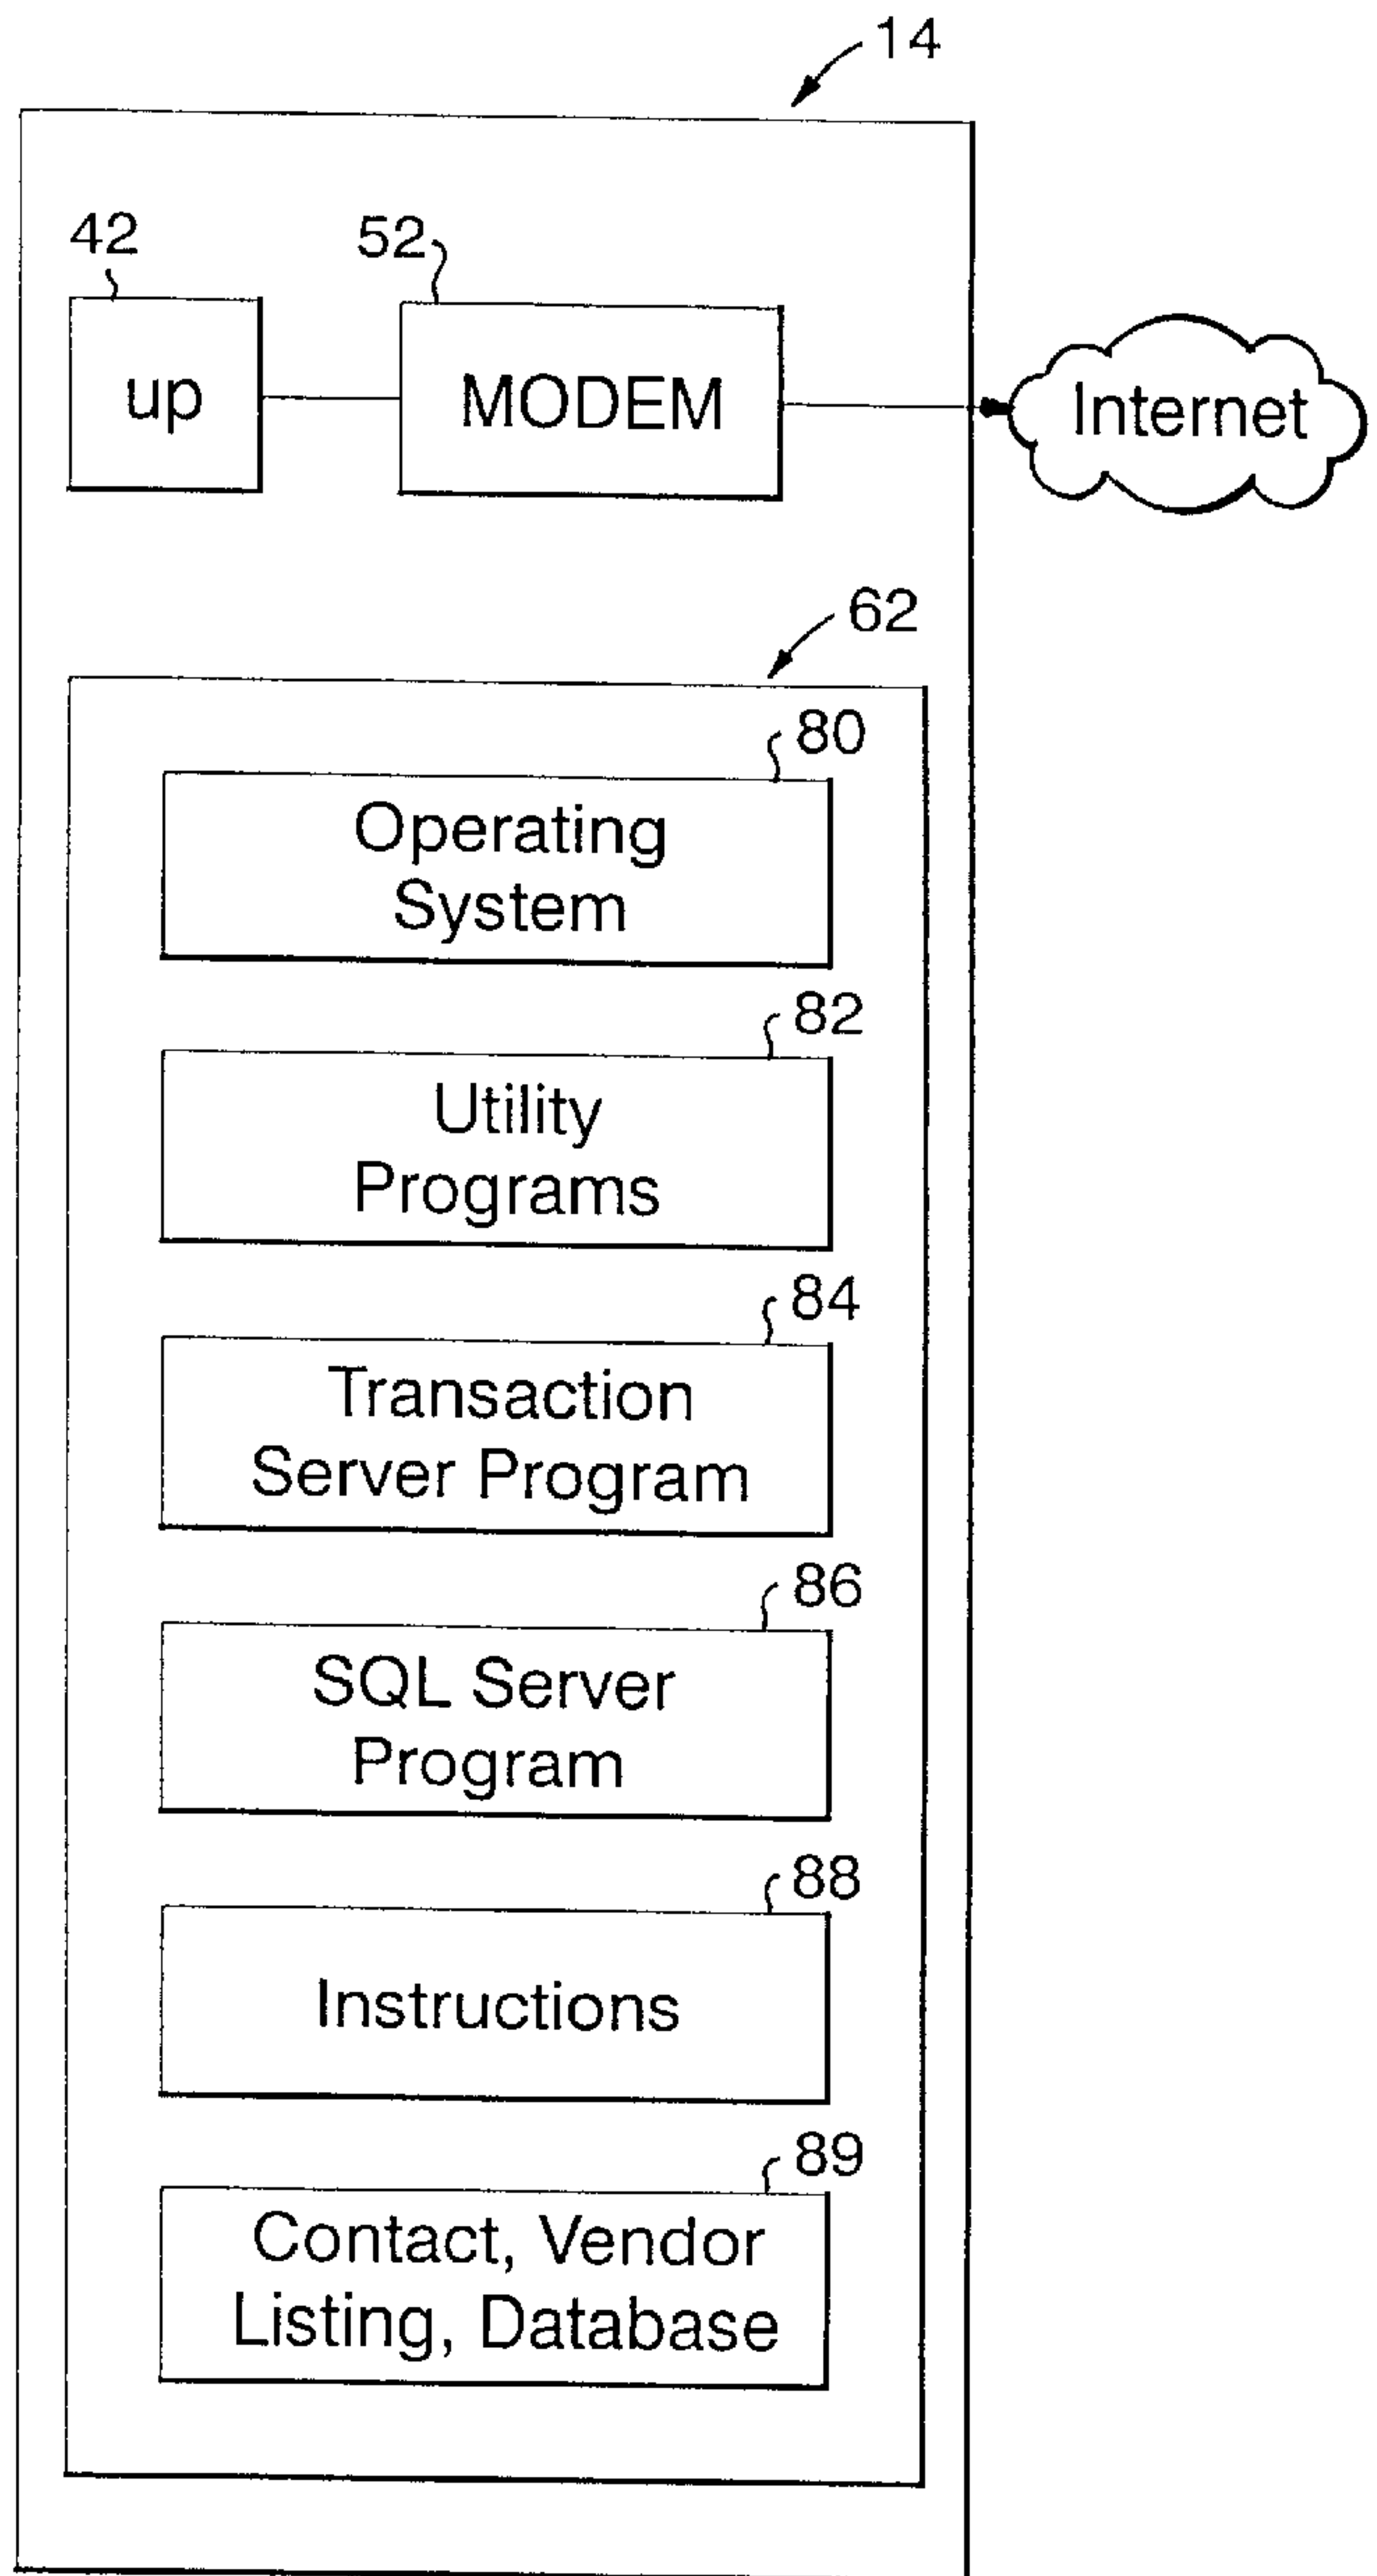 14
42
52
up
MODEM
Internet
62
80
Operating
System
82
Utility
Programs
84
Transaction
Server Program
86
SQL Server
Program
88
Instructions
89
Contact, Vendor
Listing, Database